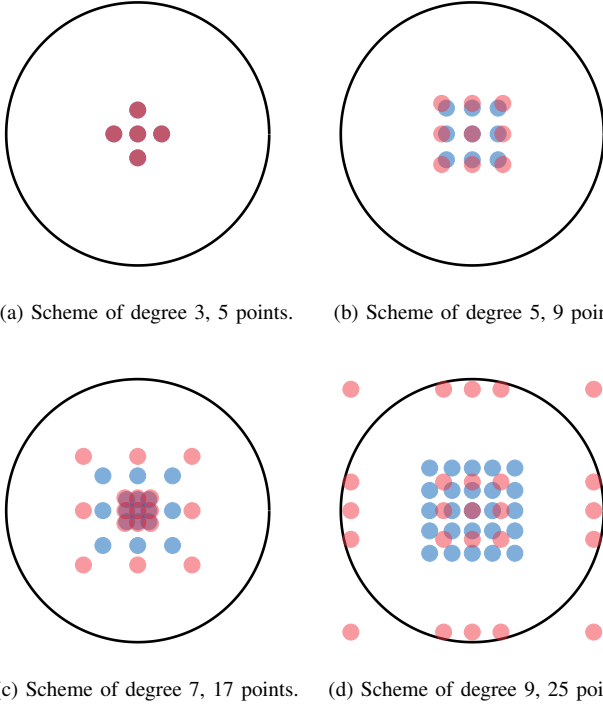 (a) Scheme of degree 3, 5 points.
(b) Scheme of degree 5, 9 poin
(c) Scheme of degree 7, 17 points.
(d) Scheme of degree 9, 25 poi